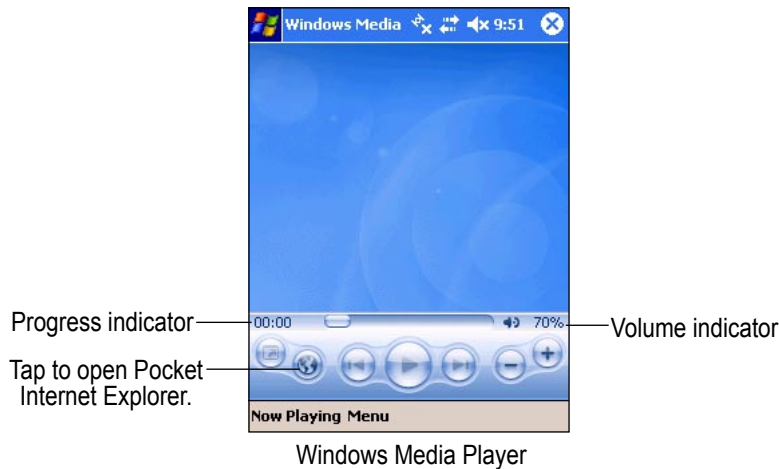 Windows Media 9:51
Progress indicator
00:00
70%
Volume indicator
Tap to open Pocket
Internet Explorer.
Now Playing Menu
Windows Media Player